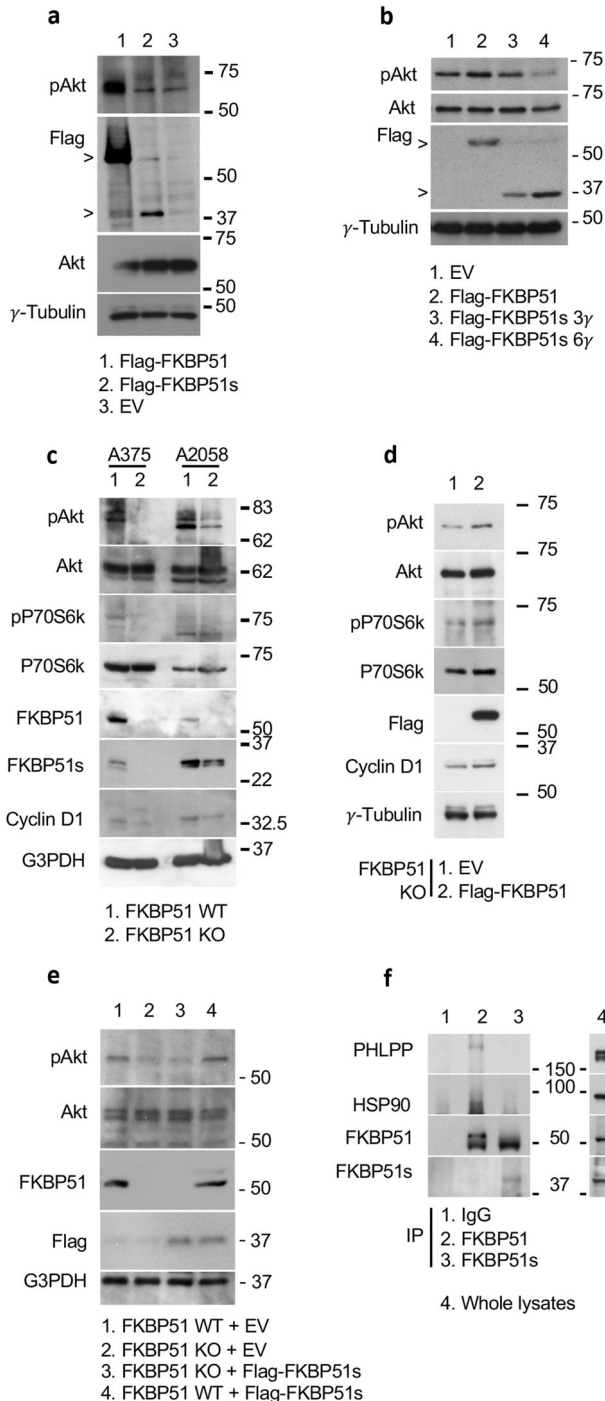 a
1 2 3
pAkt
75
50
Flag
>
50
>
37
Akt
75
50
γ-Tubulin
50
1. Flag-FKBP51
2. Flag-FKBP51s
3. EV
b
1 2 3 4
pAkt
75
Akt
75
Flag
>
50
>
37
γ-Tubulin
50
1. EV
2. Flag-FKBP51
3. Flag-FKBP51s 3γ
4. Flag-FKBP51s 6γ
c
A375 A2058
1 2 1 2
pAkt
83
62
Akt
62
pP70S6k
75
P70S6k
75
FKBP51
50
FKBP51s
37
22
Cyclin D1
32.5
G3PDH
37
1. FKBP51 WT
2. FKBP51 KO
d
1 2
pAkt
75
Akt
75
pP70S6k
75
P70S6k
50
Flag
50
Cyclin D1
37
γ-Tubulin
50
FKBP51 KO
1. EV
2. Flag-FKBP51
e
1 2 3 4
pAkt
50
Akt
50
FKBP51
50
Flag
37
G3PDH
37
1. FKBP51 WT + EV
2. FKBP51 KO + EV
3. FKBP51 KO + Flag-FKBP51s
4. FKBP51 WT + Flag-FKBP51s
f
1 2 3 4
PHLPP
150
HSP90
100
FKBP51
50
FKBP51s
37
IP
1. IgG
2. FKBP51
3. FKBP51s
4. Whole lysates